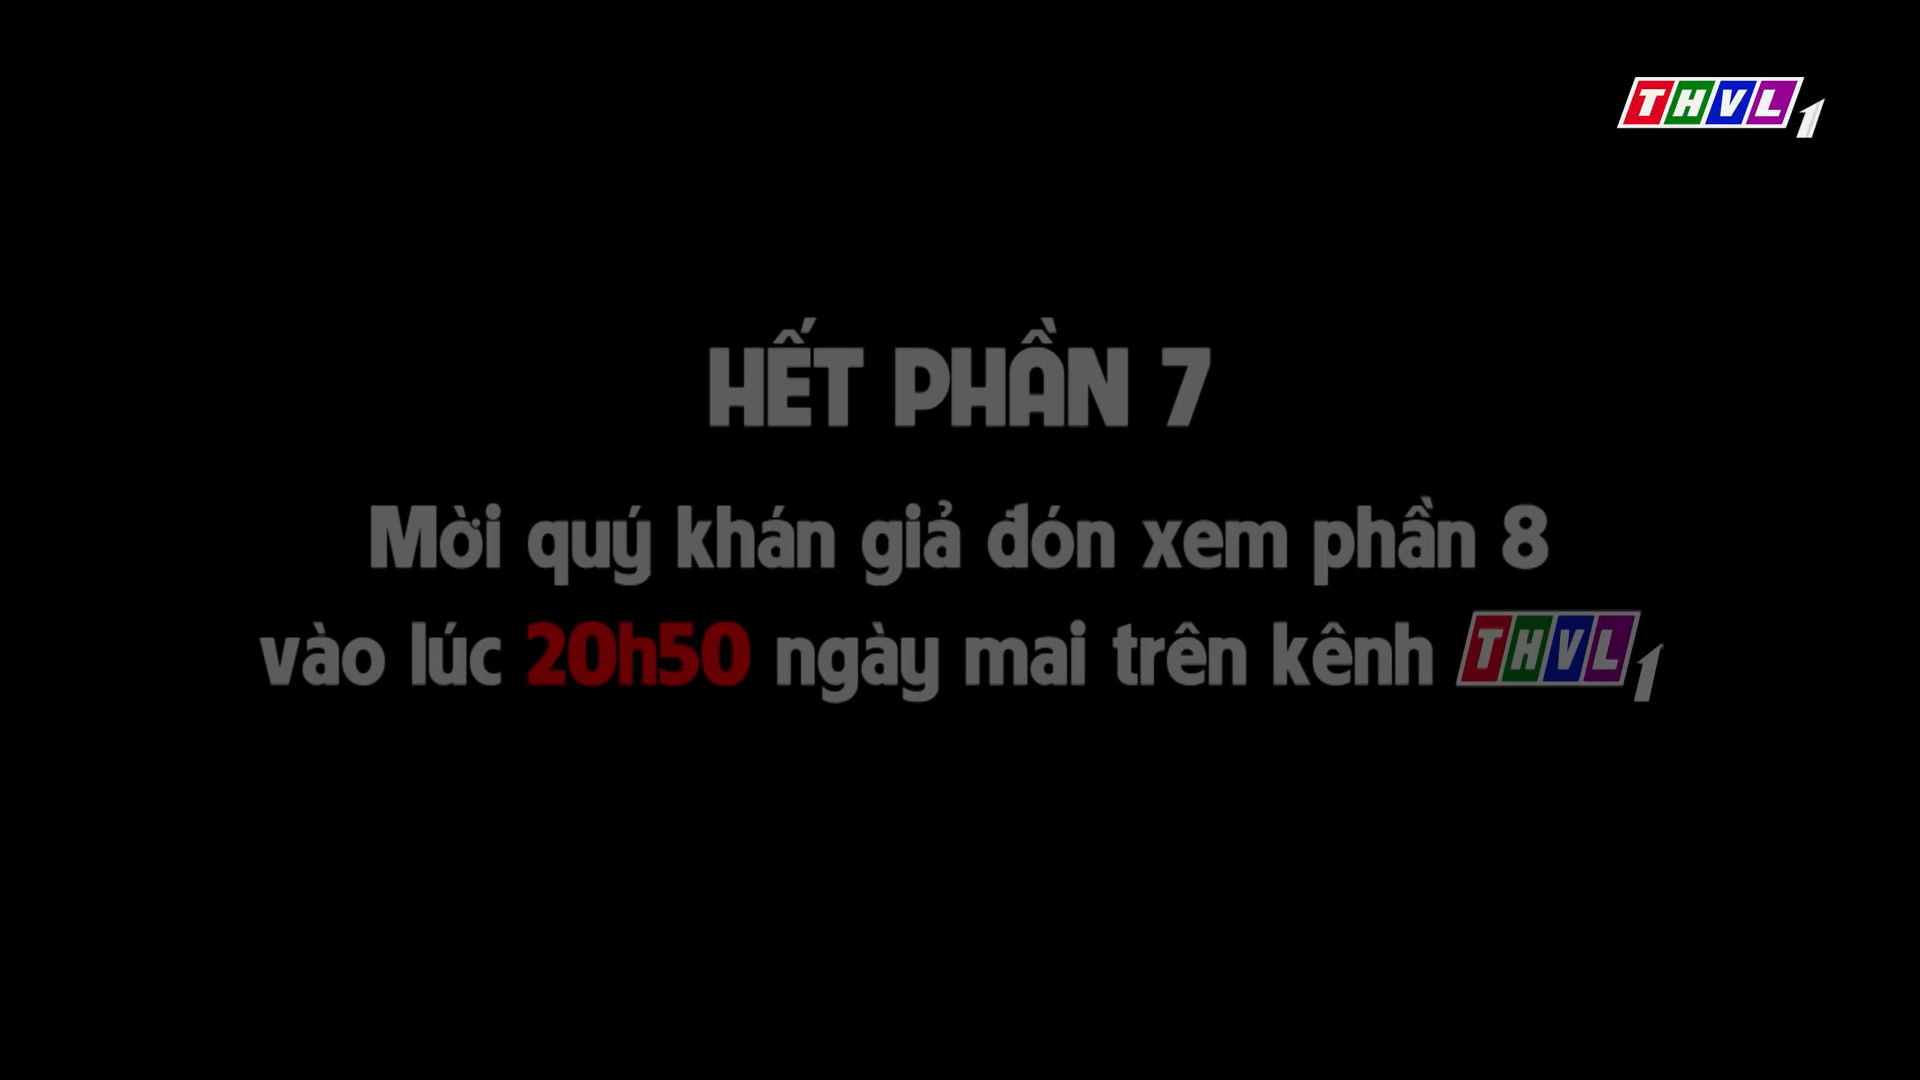 THVL1
HẾT PHẦN 7
Mời quý khán giả đón xem phần 8
vào lúc 20h50 ngày mai trên kênh THVL1